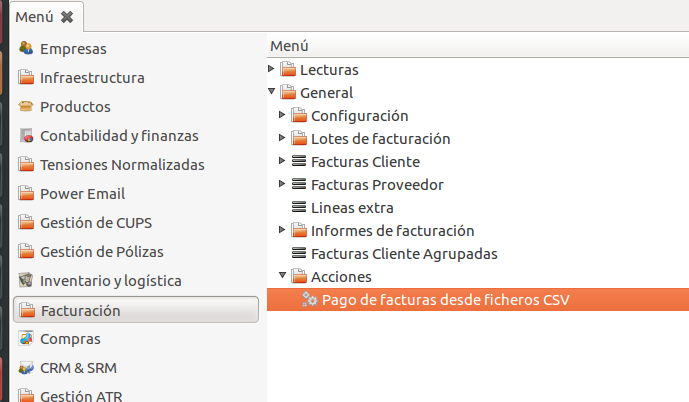 Menú
Empresas
Infraestructura
Productos
Contabilidad y finanzas
Tensiones Normalizadas
Power Email
Gestión de CUPS
Gestión de Pólizas
Inventario y logística
Facturación
Compras
CRM & SRM
Gestión ATR
Menú
Lecturas
General
Configuración
Lotes de facturación
Facturas Cliente
Facturas Proveedor
Lineas extra
Informes de facturación
Facturas Cliente Agrupadas
Acciones
Pago de facturas desde ficheros CSV